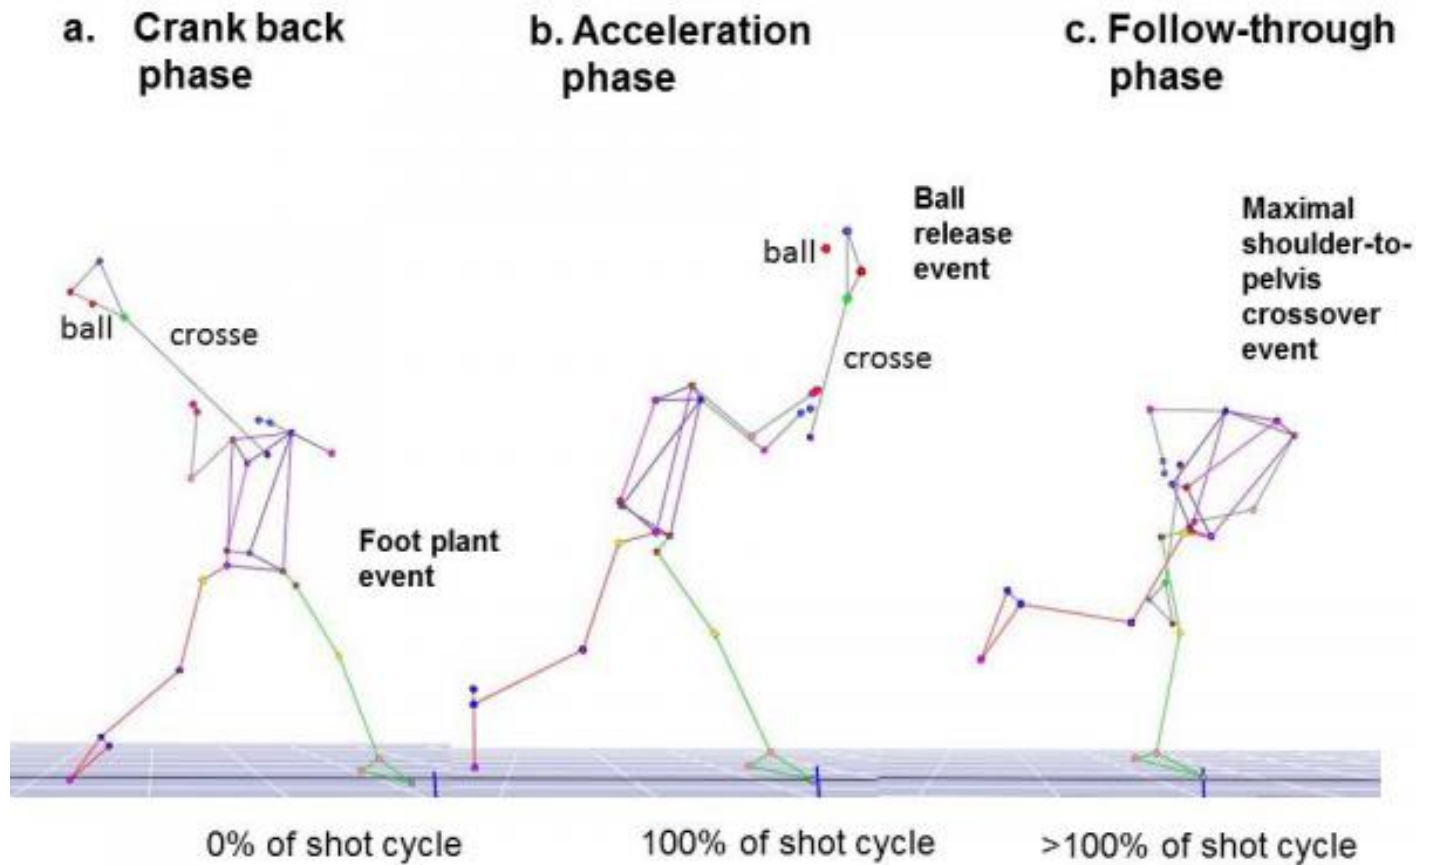 a. Crank back
phase
b. Acceleration
phase
c. Follow-through
phase
ball
crosse
Foot plant
event
ball
Ball
release
event
crosse
Maximal
shoulder-to-
pelvis
crossover
event
0% of shot cycle
100% of shot cycle
>100% of shot cycle